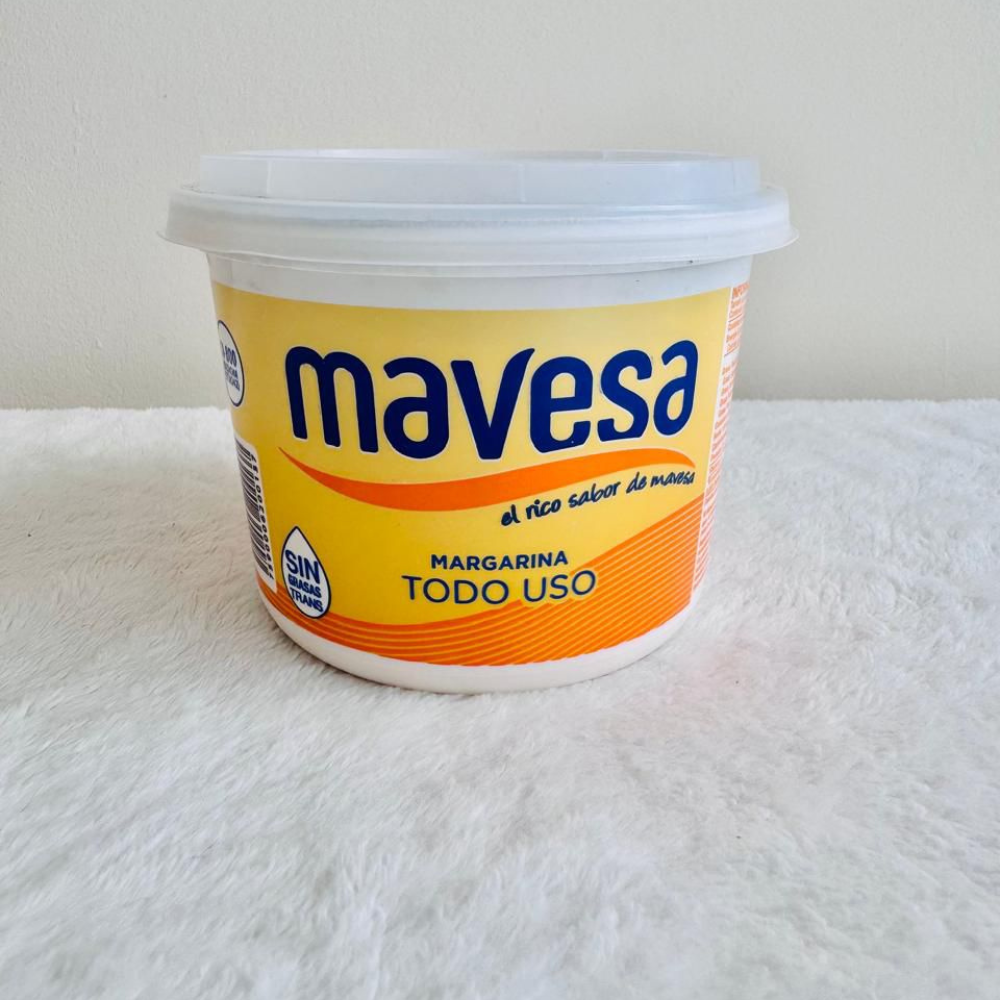 mavesa
el rico sabor de mavesa
MARGARINA
TODO USO
SIN
GRASAS
TRANS